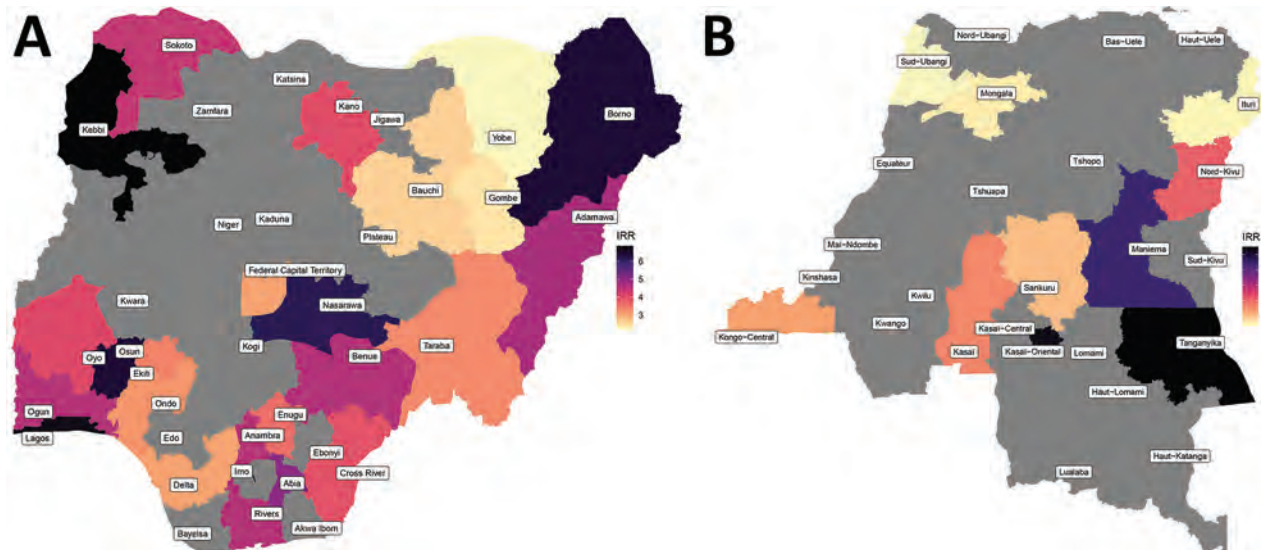 A
Sokoto
Katsina
Kano
Jigawa
Zamfara
Kebbi
Yobe
Borno
Bauchi
Gombe
Adamawa
Kaduna
Niger
Plateau
Federal Capital Territory
Nasarawa
Kwara
Kogi
Benue
Taraba
Oyo
Osun
Ekiti
Ogun
Ondo
Lagos
Edo
Enugu
Anambra
Ebonyi
Imo
Abia
Cross River
Delta
Rivers
Akwa Ibom
Bayelsa
IRR
6
5
4
3
B
Nord-Ubangi
Bas-Uele
Haut-Uele
Sud-Ubangi
Mongala
Ituri
Equateur
Tshopo
Nord-Kivu
Tshuapa
Mai-Ndombe
Maniema
Sud-Kivu
Kinshasa
Kwilu
Sankuru
Kongo-Central
Kwango
Kasai-Central
Kasai
Kasai-Oriental
Lomami
Tanganyika
Haut-Lomami
Haut-Katanga
Lualaba
IRR